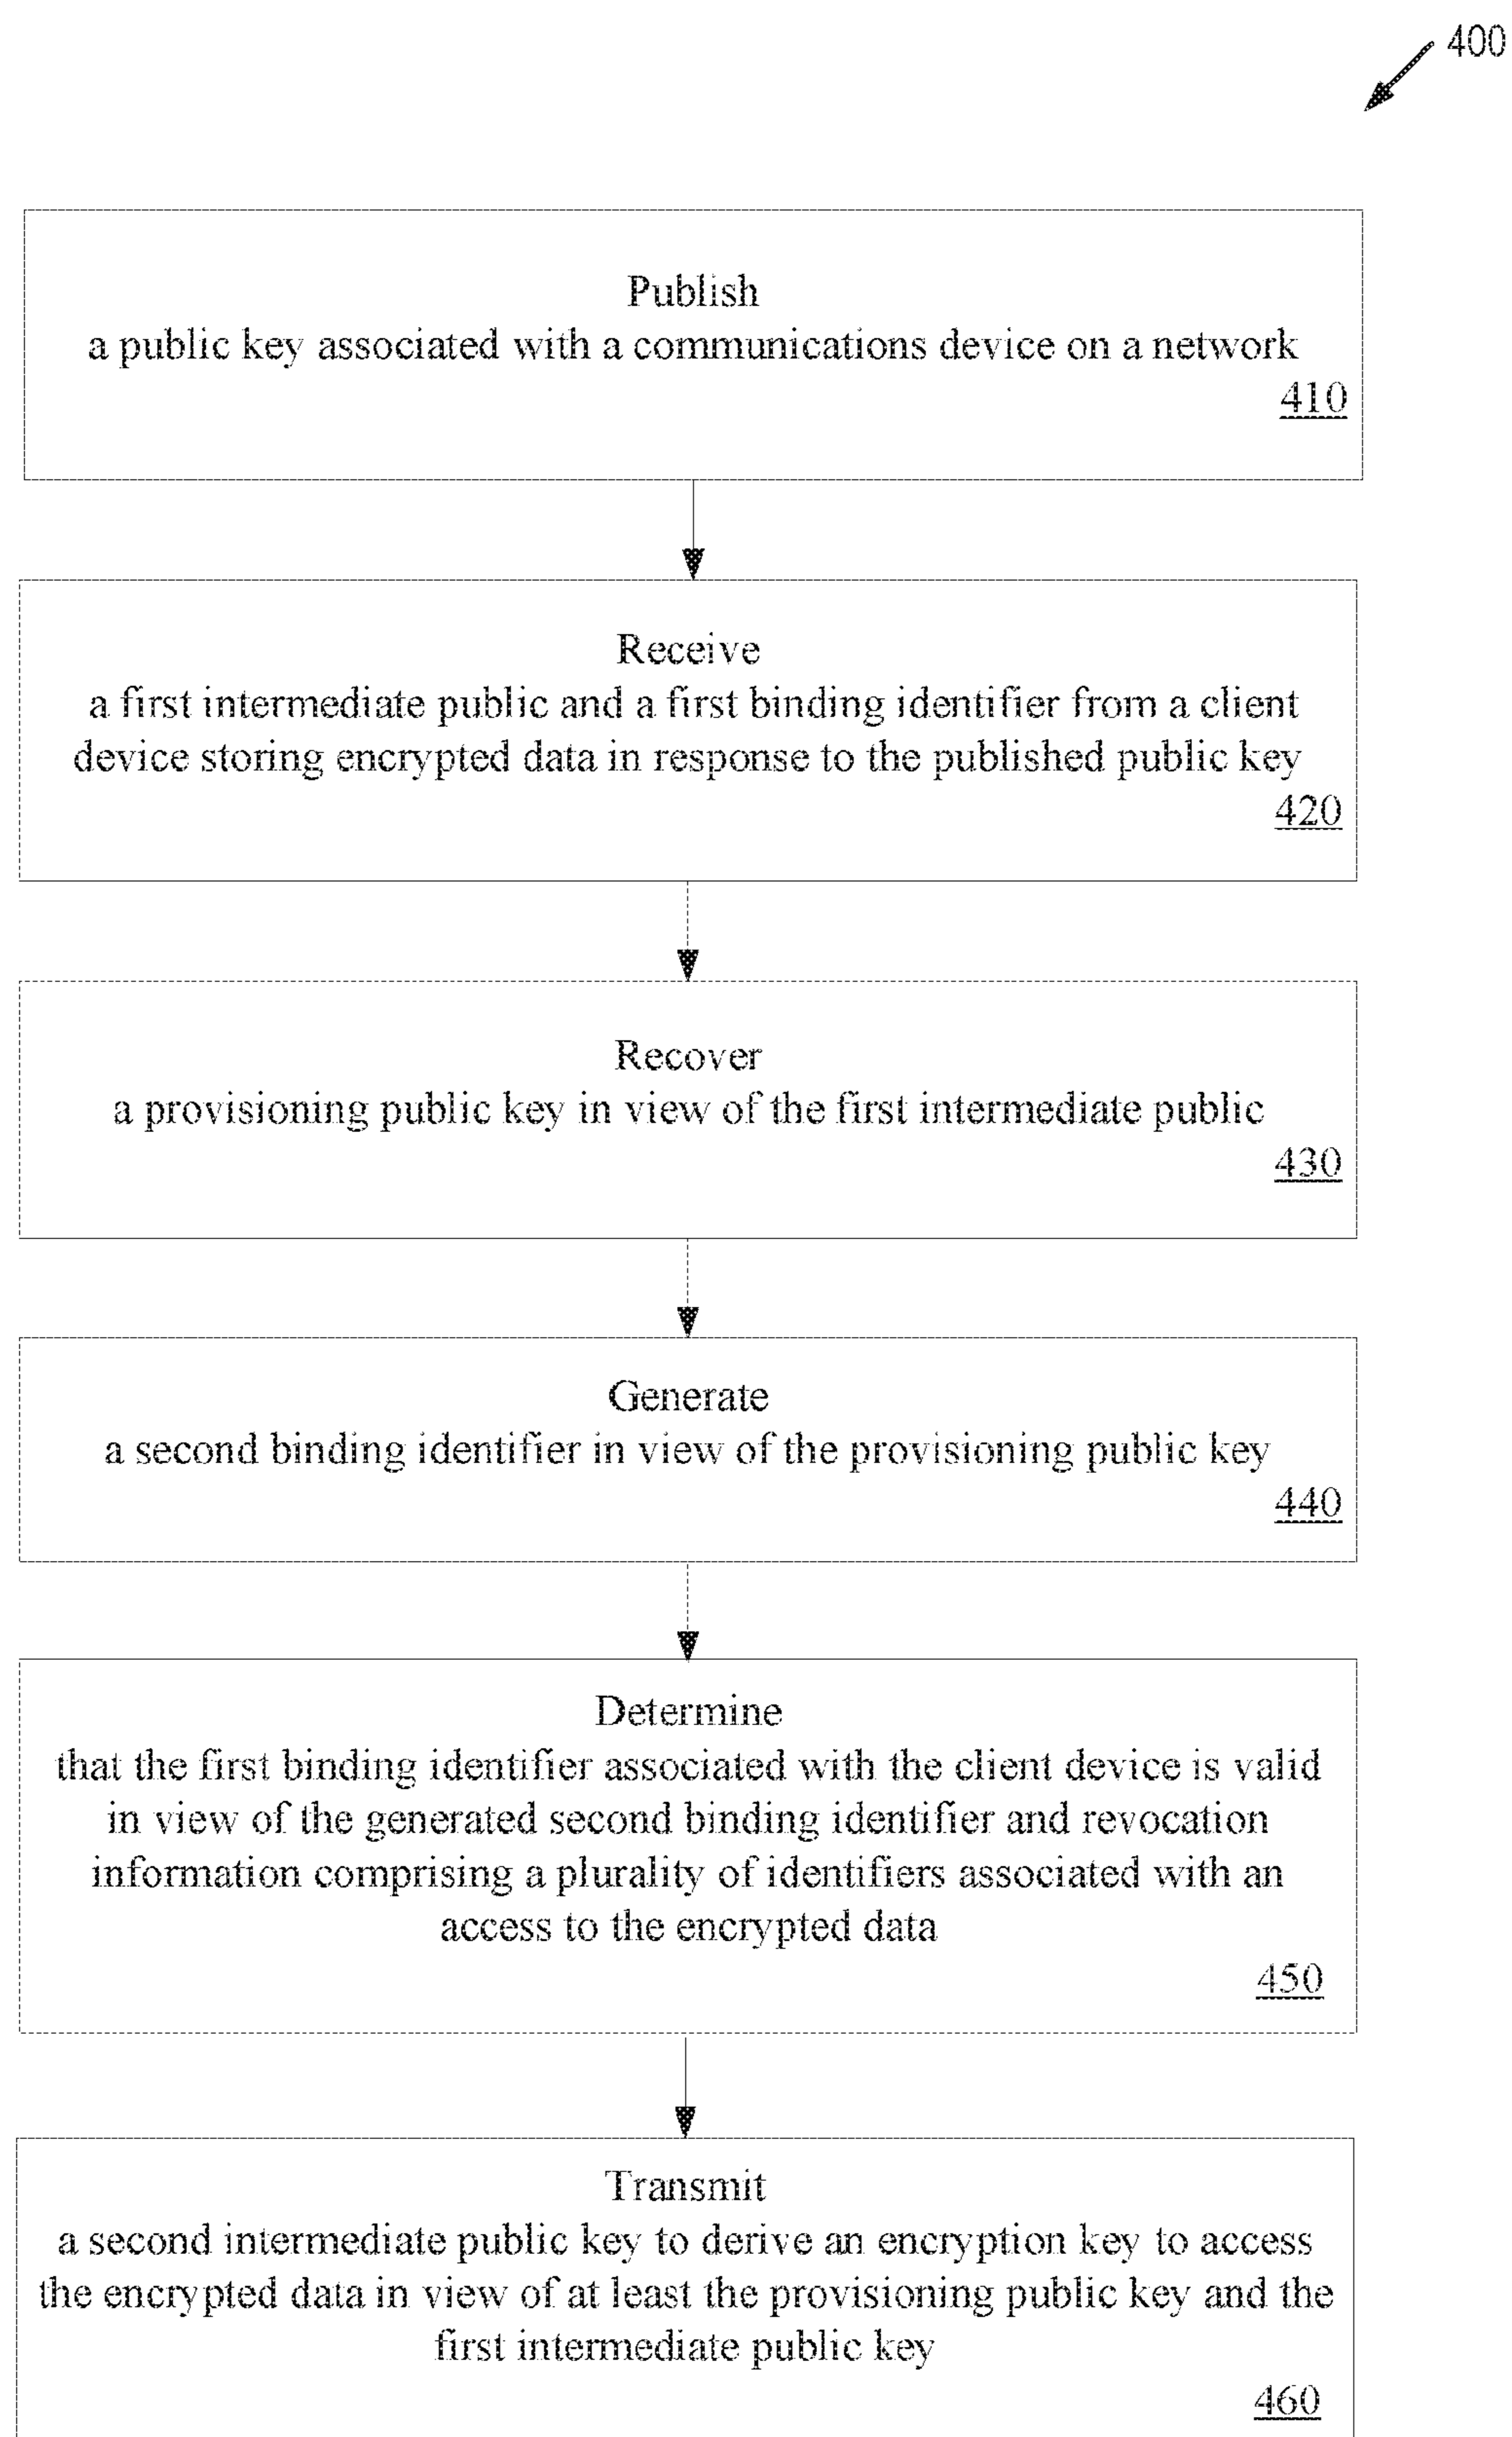 400
Publish
a public key associated with a communications device on a network
410
Receive
a first intermediate public and a first binding identifier from a client
device storing encrypted data in response to the published public key
420
Recover
a provisioning public key in view of the first intermediate public
430
Generate
a second binding identifier in view of the provisioning public key
440
Determine
that the first binding identifier associated with the client device is valid
in view of the generated second binding identifier and revocation
information comprising a plurality of identifiers associated with an
access to the encrypted data
450
Transmit
a second intermediate public key to derive an encryption key to access
the encrypted data in view of at least the provisioning public key and the
first intermediate public key
460